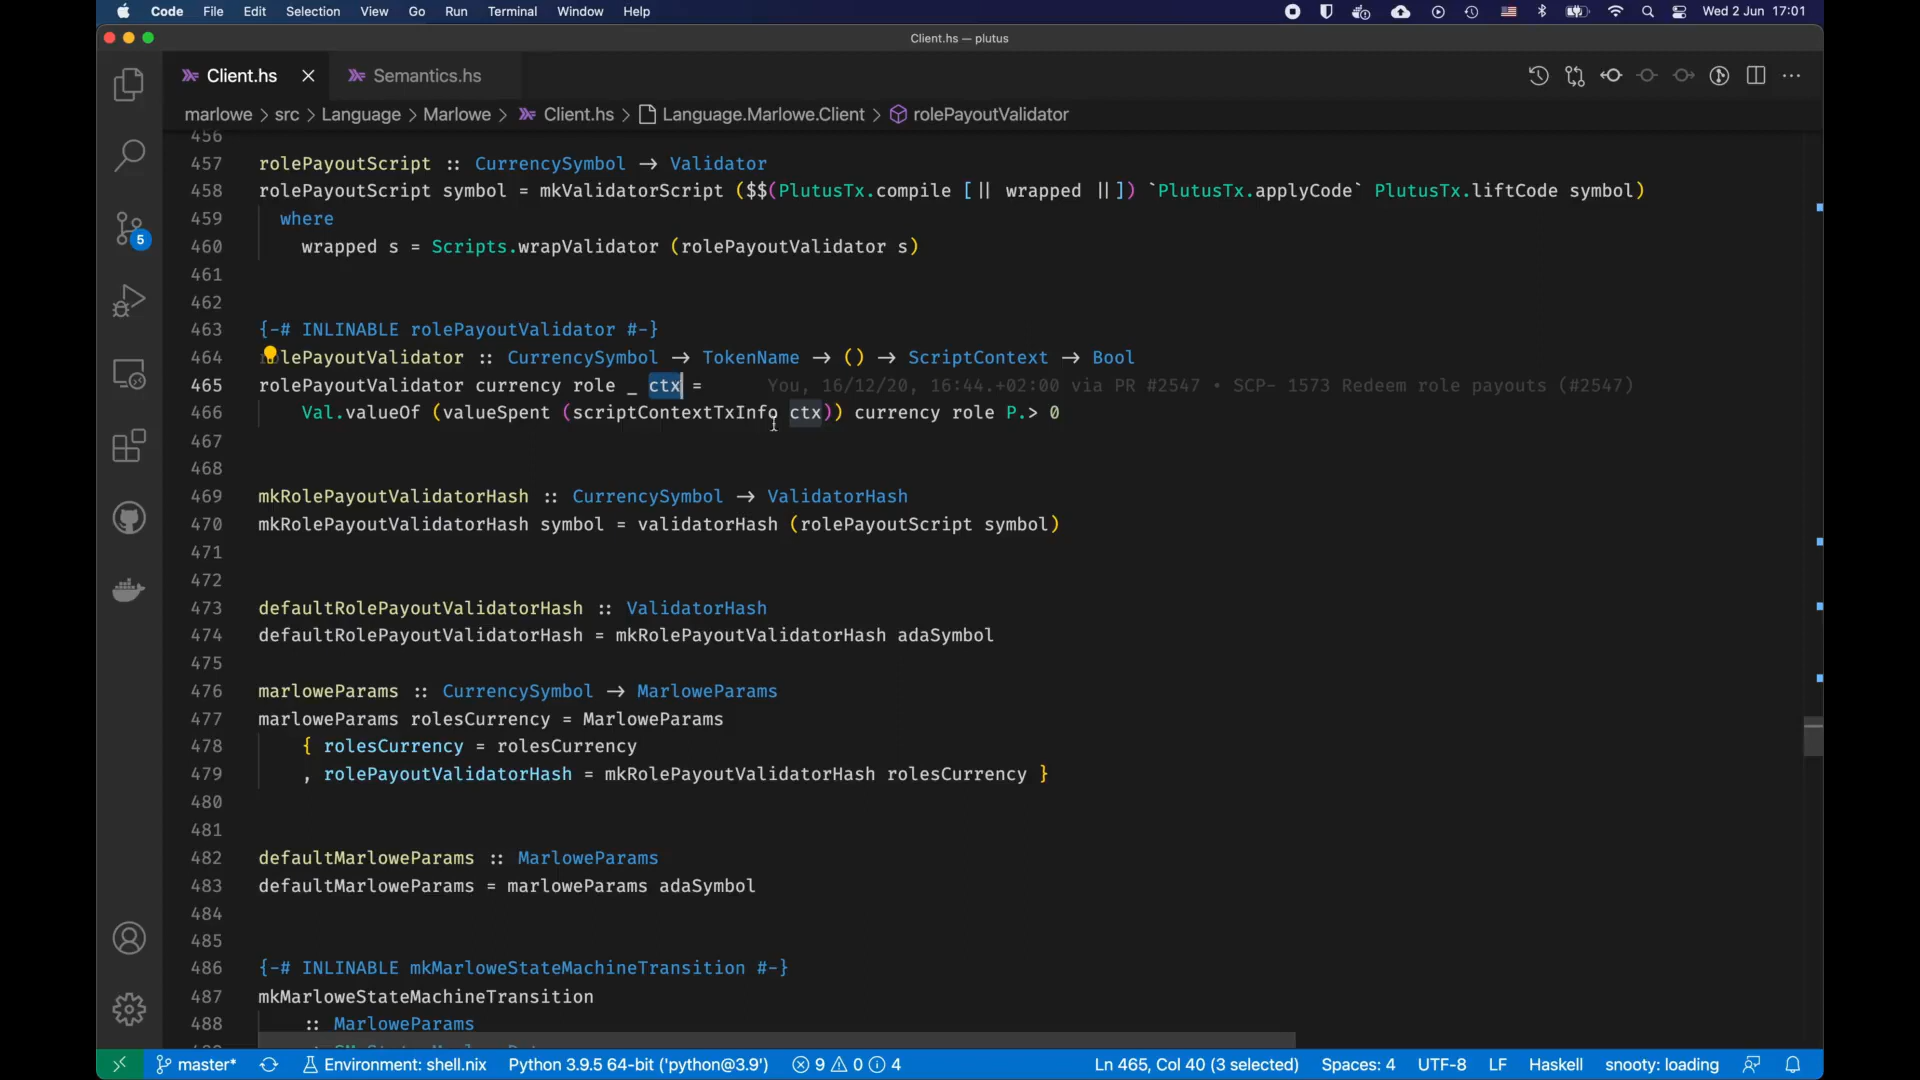 Code File Edit Selection View Go Run Terminal Window Help Wed 2 Jun 17:01
Client.hs — plutus
Client.hs Semantics.hs
marlowe > src > Language > Marlowe > Client.hs > Language.Marlowe.Client > rolePayoutValidator
456
457 rolePayoutScript :: CurrencySymbol → Validator
458 rolePayoutScript symbol = mkValidatorScript ($$(PlutusTx.compile [|| wrapped ||]) `PlutusTx.applyCode` PlutusTx.liftCode symbol)
459 where
460 wrapped s = Scripts.wrapValidator (rolePayoutValidator s)
461
462
463 {-# INLINABLE rolePayoutValidator #-}
464 lePayoutValidator :: CurrencySymbol → TokenName → () → ScriptContext → Bool
465 rolePayoutValidator currency role _ ctx = You, 16/12/20, 16:44.+02:00 via PR #2547 • SCP- 1573 Redeem role payouts (#2547)
466 Val.valueOf (valueSpent (scriptContextTxInfo ctx)) currency role P.> 0
467
468
469 mkRolePayoutValidatorHash :: CurrencySymbol → ValidatorHash
470 mkRolePayoutValidatorHash symbol = validatorHash (rolePayoutScript symbol)
471
472
473 defaultRolePayoutValidatorHash :: ValidatorHash
474 defaultRolePayoutValidatorHash = mkRolePayoutValidatorHash adaSymbol
475
476 marloweParams :: CurrencySymbol → MarloweParams
477 marloweParams rolesCurrency = MarloweParams
478 { rolesCurrency = rolesCurrency
479 , rolePayoutValidatorHash = mkRolePayoutValidatorHash rolesCurrency }
480
481
482 defaultMarloweParams :: MarloweParams
483 defaultMarloweParams = marloweParams adaSymbol
484
485
486 {-# INLINABLE mkMarloweStateMachineTransition #-}
487 mkMarloweStateMachineTransition
488 :: MarloweParams
5
master* Environment: shell.nix Python 3.9.5 64-bit ('python@3.9') 9 0 4 Ln 465, Col 40 (3 selected) Spaces: 4 UTF-8 LF Haskell snooty: loading